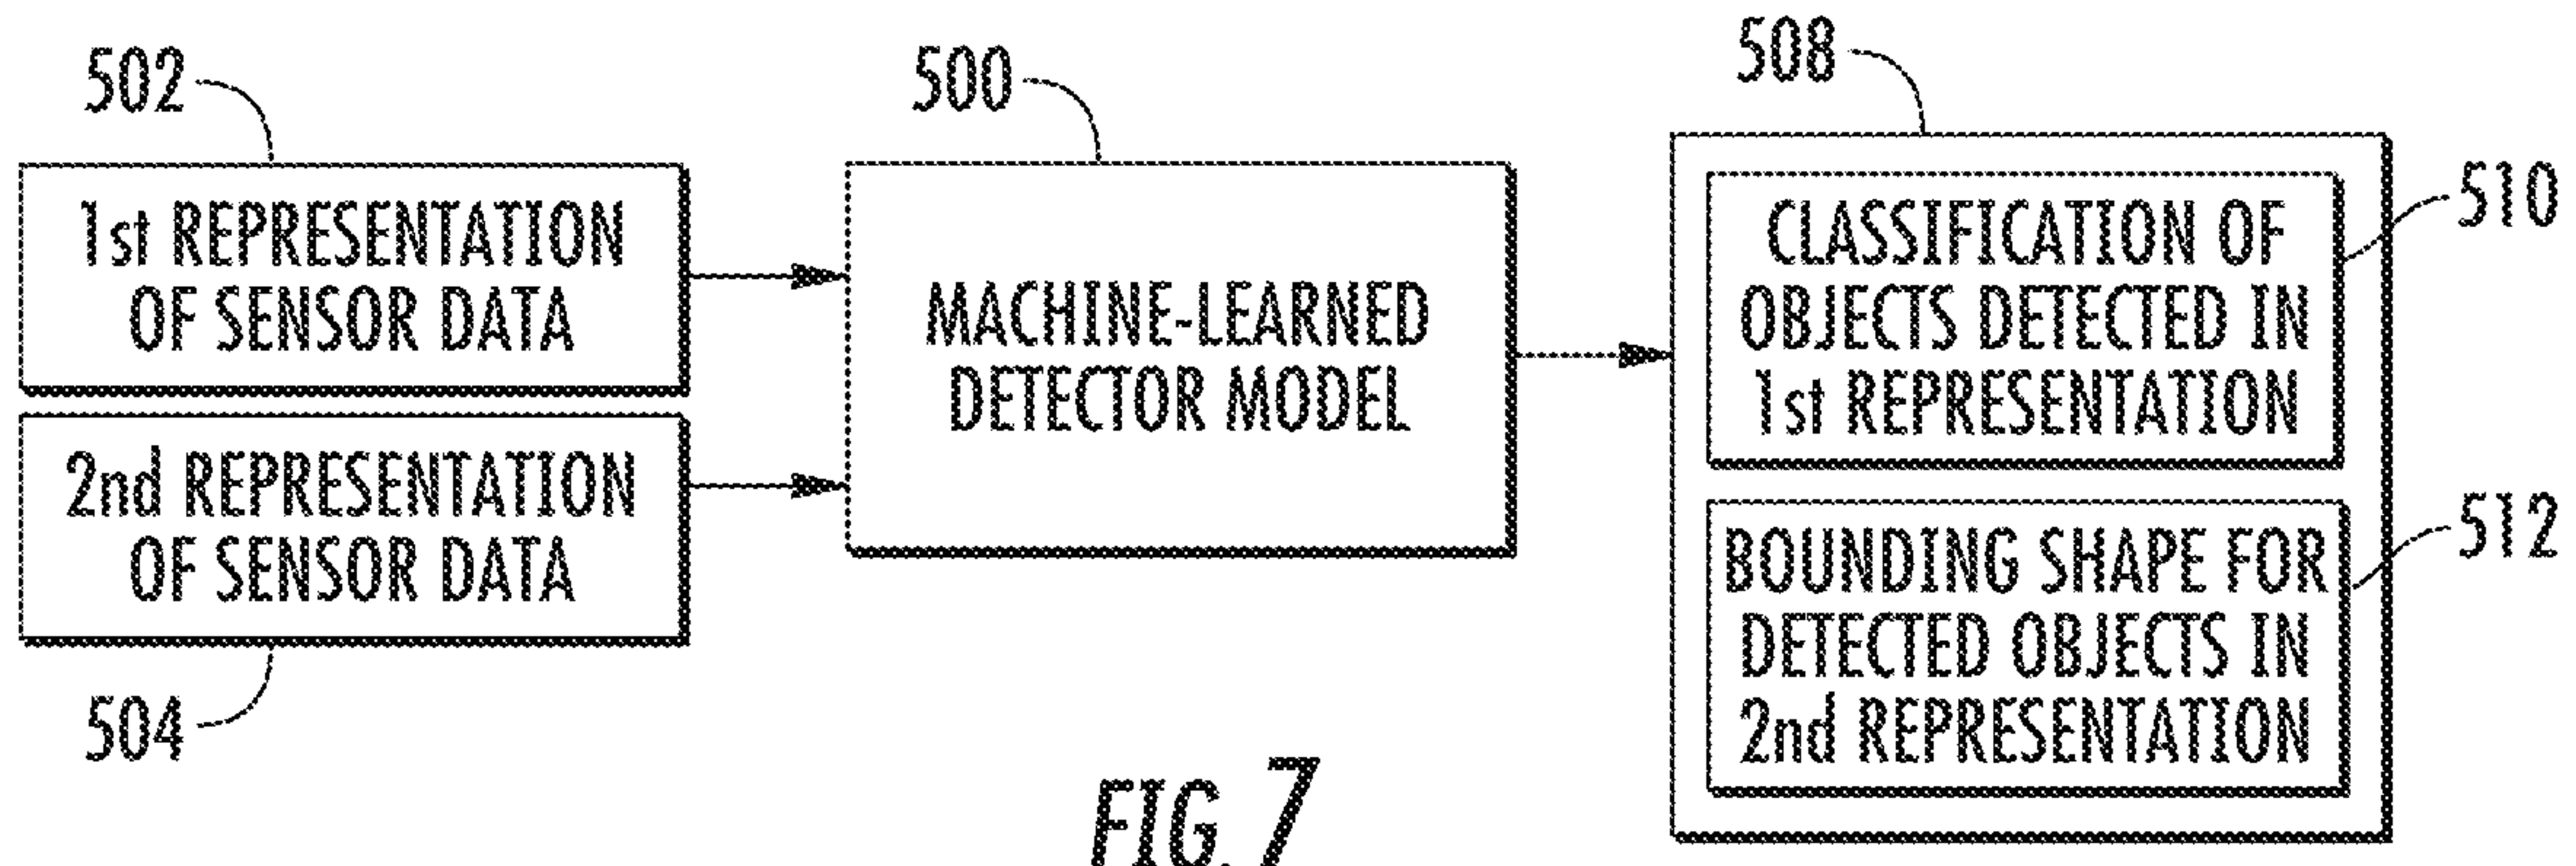 502
1st REPRESENTATION
OF SENSOR DATA
2nd REPRESENTATION
OF SENSOR DATA
504
500
MACHINE-LEARNED
DETECTOR MODEL
508
CLASSIFICATION OF
OBJECTS DETECTED IN
1st REPRESENTATION
510
BOUNDING SHAPE FOR
DETECTED OBJECTS IN
2nd REPRESENTATION
512
FIG. 7